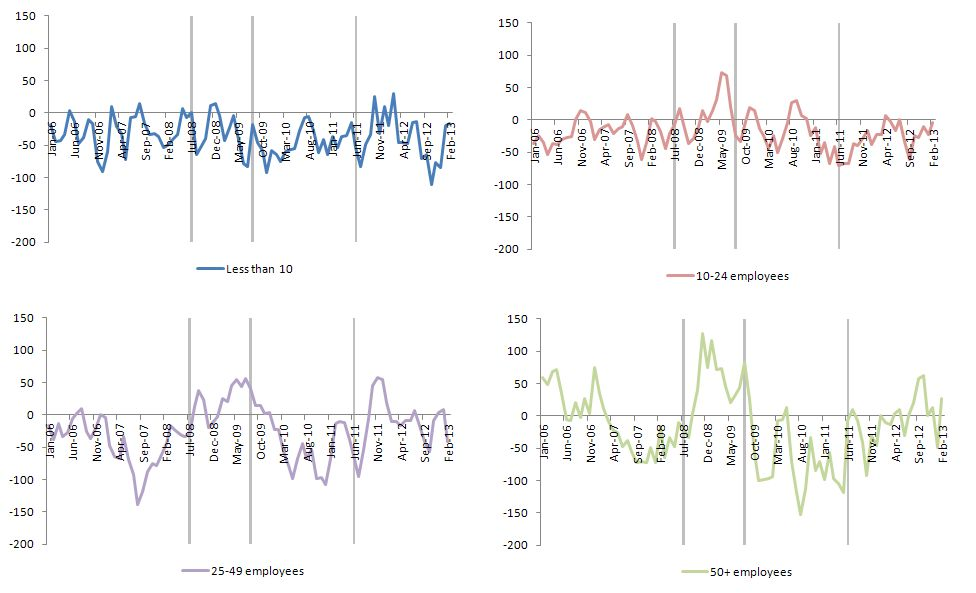 150
100
50
0
-50
-100
-150
-200
Jan-06
Jun-06
Nov-06
Apr-07
Sep-07
Feb-08
Jul-08
Dec-08
May-09
Oct-09
Mar-10
Aug-10
Jan-11
Jun-11
Nov-11
Apr-12
Sep-12
Feb-13
Less than 10
150
100
50
0
-50
-100
-150
-200
Jan-06
Jun-06
Nov-06
Apr-07
Sep-07
Feb-08
Jul-08
Dec-08
May-09
Oct-09
Mar-10
Aug-10
Jan-11
Jun-11
Nov-11
Apr-12
Sep-12
Feb-13
10-24 employees
150
100
50
0
-50
-100
-150
-200
Jan-06
Jun-06
Nov-06
Apr-07
Sep-07
Feb-08
Jul-08
Dec-08
May-09
Oct-09
Mar-10
Aug-10
Jan-11
Jun-11
Nov-11
Apr-12
Sep-12
Feb-13
25-49 employees
150
100
50
0
-50
-100
-150
-200
Jan-06
Jun-06
Nov-06
Apr-07
Sep-07
Feb-08
Jul-08
Dec-08
May-09
Oct-09
Mar-10
Aug-10
Jan-11
Jun-11
Nov-11
Apr-12
Sep-12
Feb-13
50+ employees